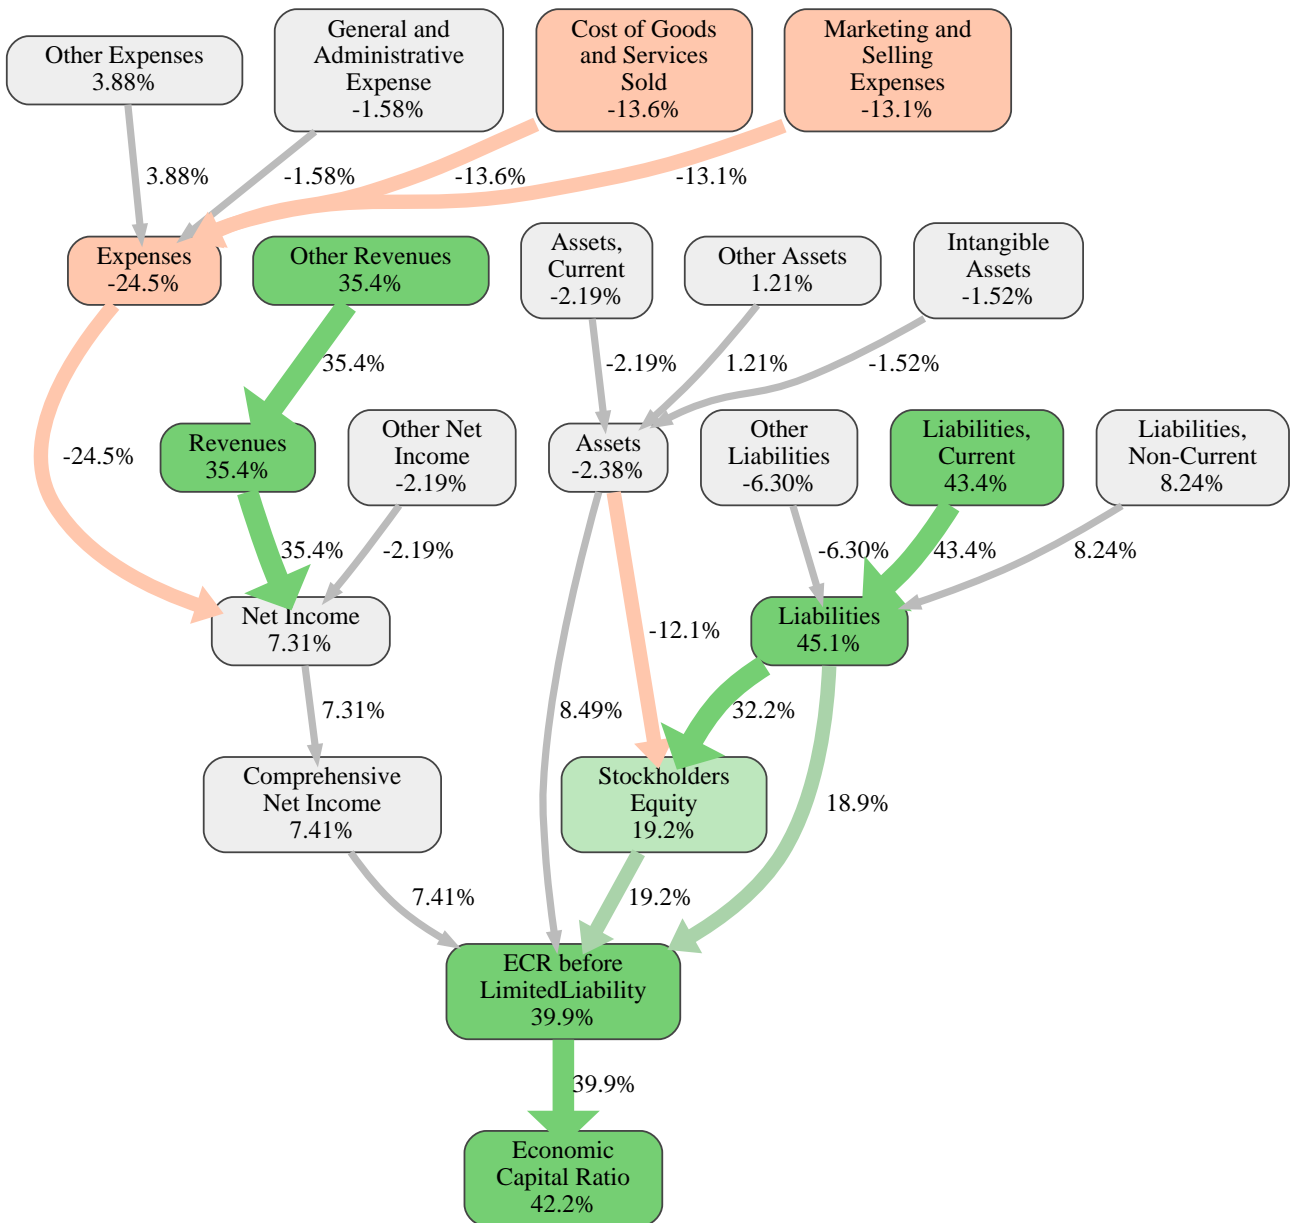 Other Expenses
3.88%
General and
Administrative
Expense
-1.58%
Cost of Goods
and Services
Sold
-13.6%
Marketing and
Selling
Expenses
-13.1%
3.88%
-1.58%
-13.6%
-13.1%
Expenses
-24.5%
Other Revenues
35.4%
Assets,
Current
-2.19%
Other Assets
1.21%
Intangible
Assets
-1.52%
35.4%
-2.19%
1.21%
-1.52%
-24.5%
Revenues
35.4%
Other Net
Income
-2.19%
Assets
-2.38%
Other
Liabilities
-6.30%
Liabilities,
Current
43.4%
Liabilities,
Non-Current
8.24%
35.4%
-2.19%
-6.30%
43.4%
8.24%
Net Income
7.31%
-12.1%
Liabilities
45.1%
7.31%
8.49%
32.2%
Comprehensive
Net Income
7.41%
Stockholders
Equity
19.2%
18.9%
7.41%
19.2%
ECR before
LimitedLiability
39.9%
39.9%
Economic
Capital Ratio
42.2%